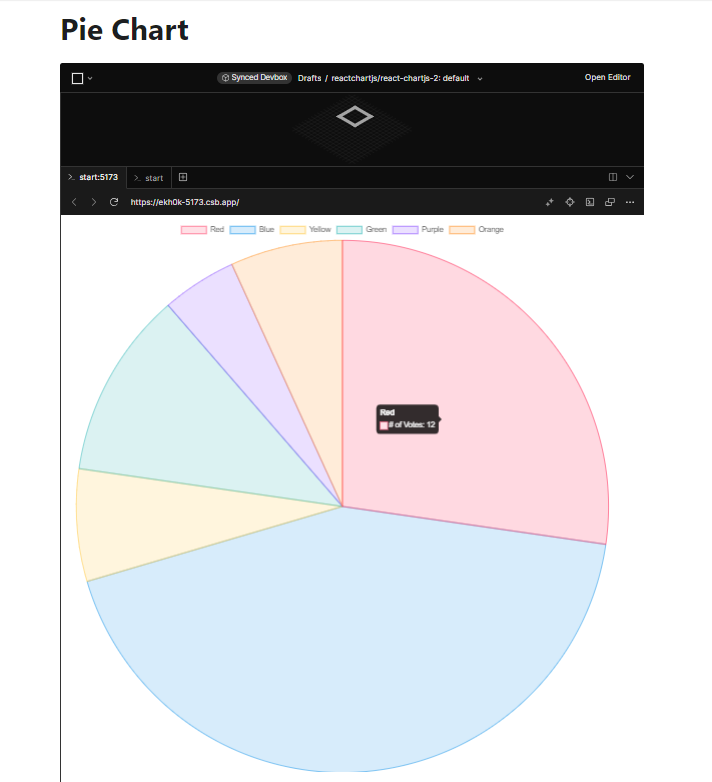 Pie Chart
Synced Devbox Drafts / reactchartjs/react-chartjs-2: default Open Editor
start:5173 start
https://ekh0k-5173.csb.app/
Red Blue Yellow Green Purple Orange
Red
# of Votes: 12